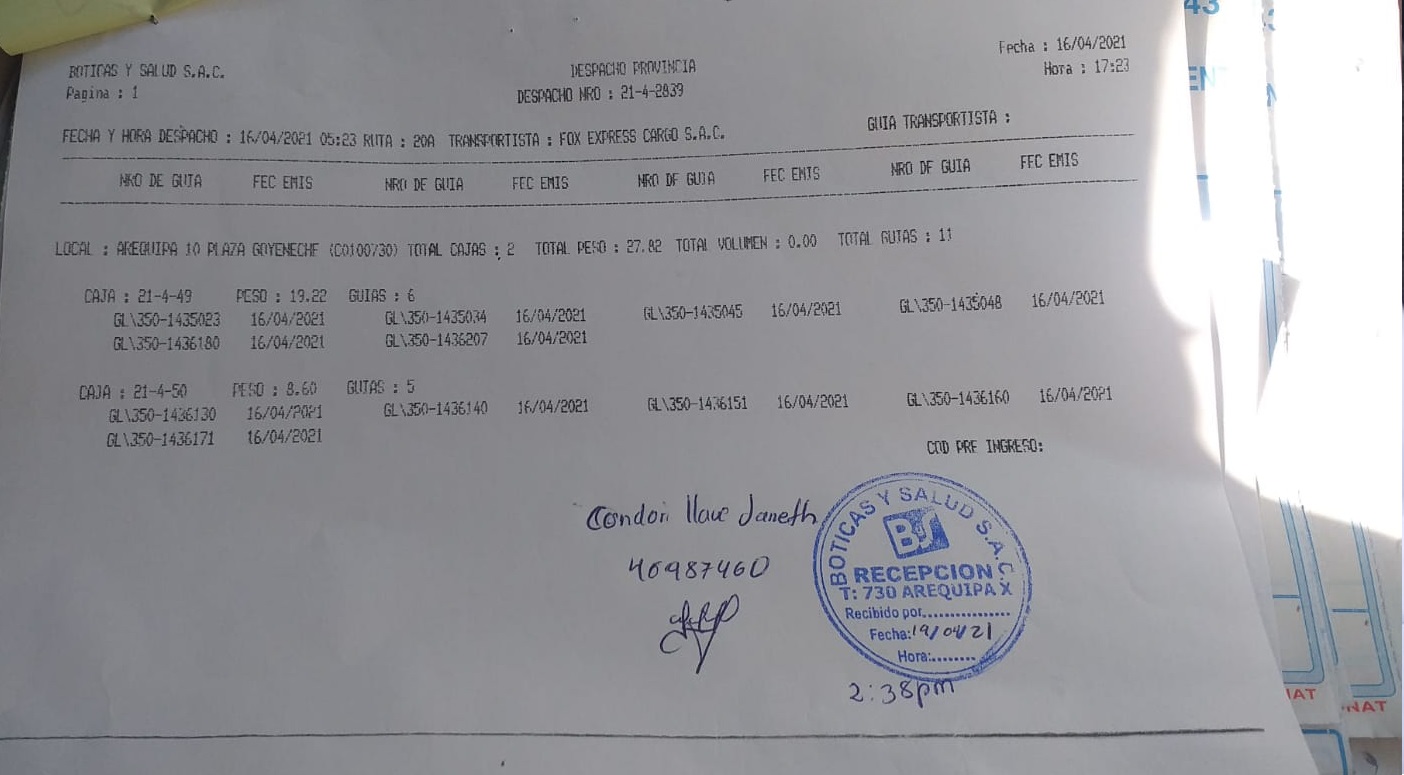 BOTICAS Y SALUD S.A.C.
Pagina : 1
DESPACHO PROVINCIA
DESPACHO NRO : 21-4-2839
Fecha : 16/04/2021
Hora : 17:23
FECHA Y HORA DESPACHO : 16/04/2021 05:23 RUTA : 20A TRANSPORTISTA : FOX EXPRESS CARGO S.A.C. GUIA TRANSPORTISTA :
NRO DE GUIA FEC EMIS NRO DE GUIA FEC EMIS NRO DE GUIA FEC EMIS NRO DE GUIA FEC EMIS
LOCAL : AREQUIPA 10 PLAZA GOYENECHE (C0100730) TOTAL CAJAS : 2 TOTAL PESO : 27.82 TOTAL VOLUMEN : 0.00 TOTAL GUIAS : 11
CAJA : 21-4-49 PESO : 19.22 GUIAS : 6
GL\350-1435023 16/04/2021 GL\350-1435034 16/04/2021 GL\350-1435045 16/04/2021 GL\350-1435048 16/04/2021
GL\350-1436180 16/04/2021 GL\350-1436207 16/04/2021
CAJA : 21-4-50 PESO : 8.60 GUIAS : 5
GL\350-1436130 16/04/2021 GL\350-1436140 16/04/2021 GL\350-1436151 16/04/2021 GL\350-1436160 16/04/2021
GL\350-1436171 16/04/2021
COD PRE INGRESO:
Condori Llave Janeth
40987460
BOTICAS Y SALUD S.A.C.
BS
RECEPCION
T: 730 AREQUIPA X
Recibido por
Fecha: 19/04/21
Hora:
2:38pm
43
EN
NAT